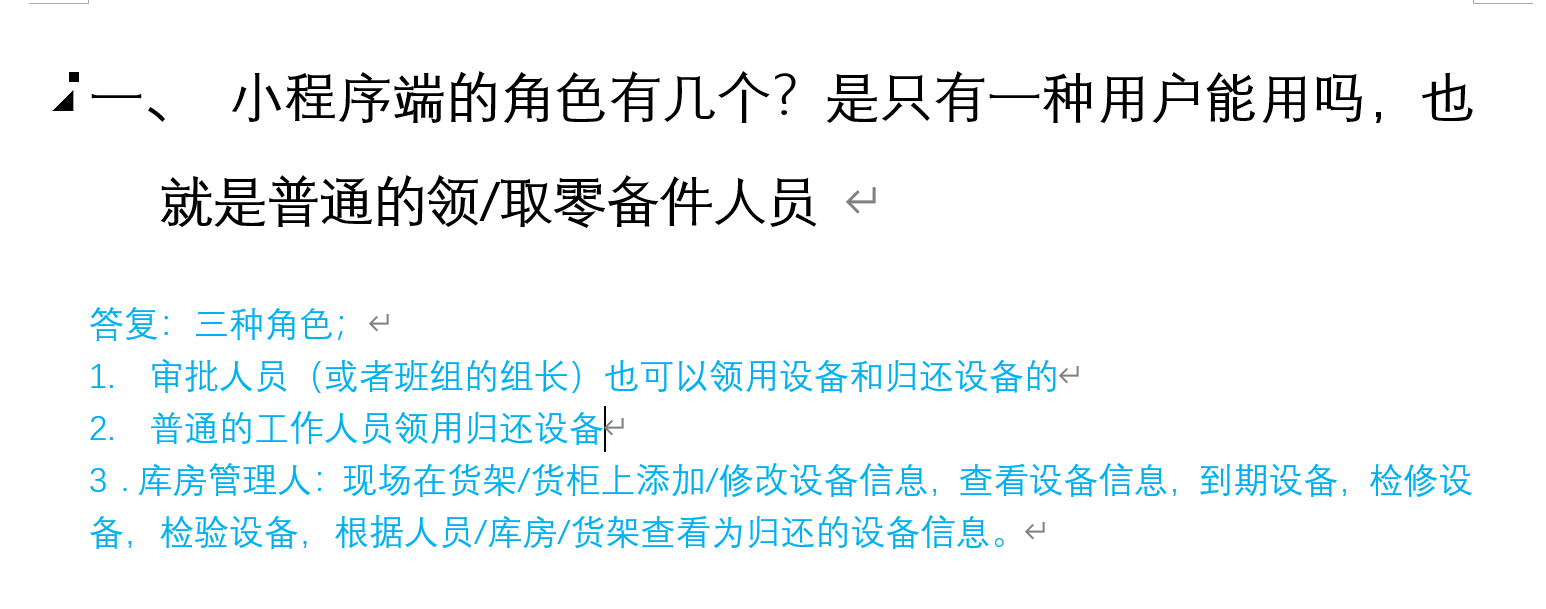 一、 小程序端的角色有几个？是只有一种用户能用吗，也
就是普通的领/取零备件人员
答复：三种角色；
1. 审批人员（或者班组的组长）也可以领用设备和归还设备的
2. 普通的工作人员领用归还设备
3 . 库房管理人：现场在货架/货柜上添加/修改设备信息，查看设备信息，到期设备，检修设
备，检验设备，根据人员/库房/货架查看为归还的设备信息。